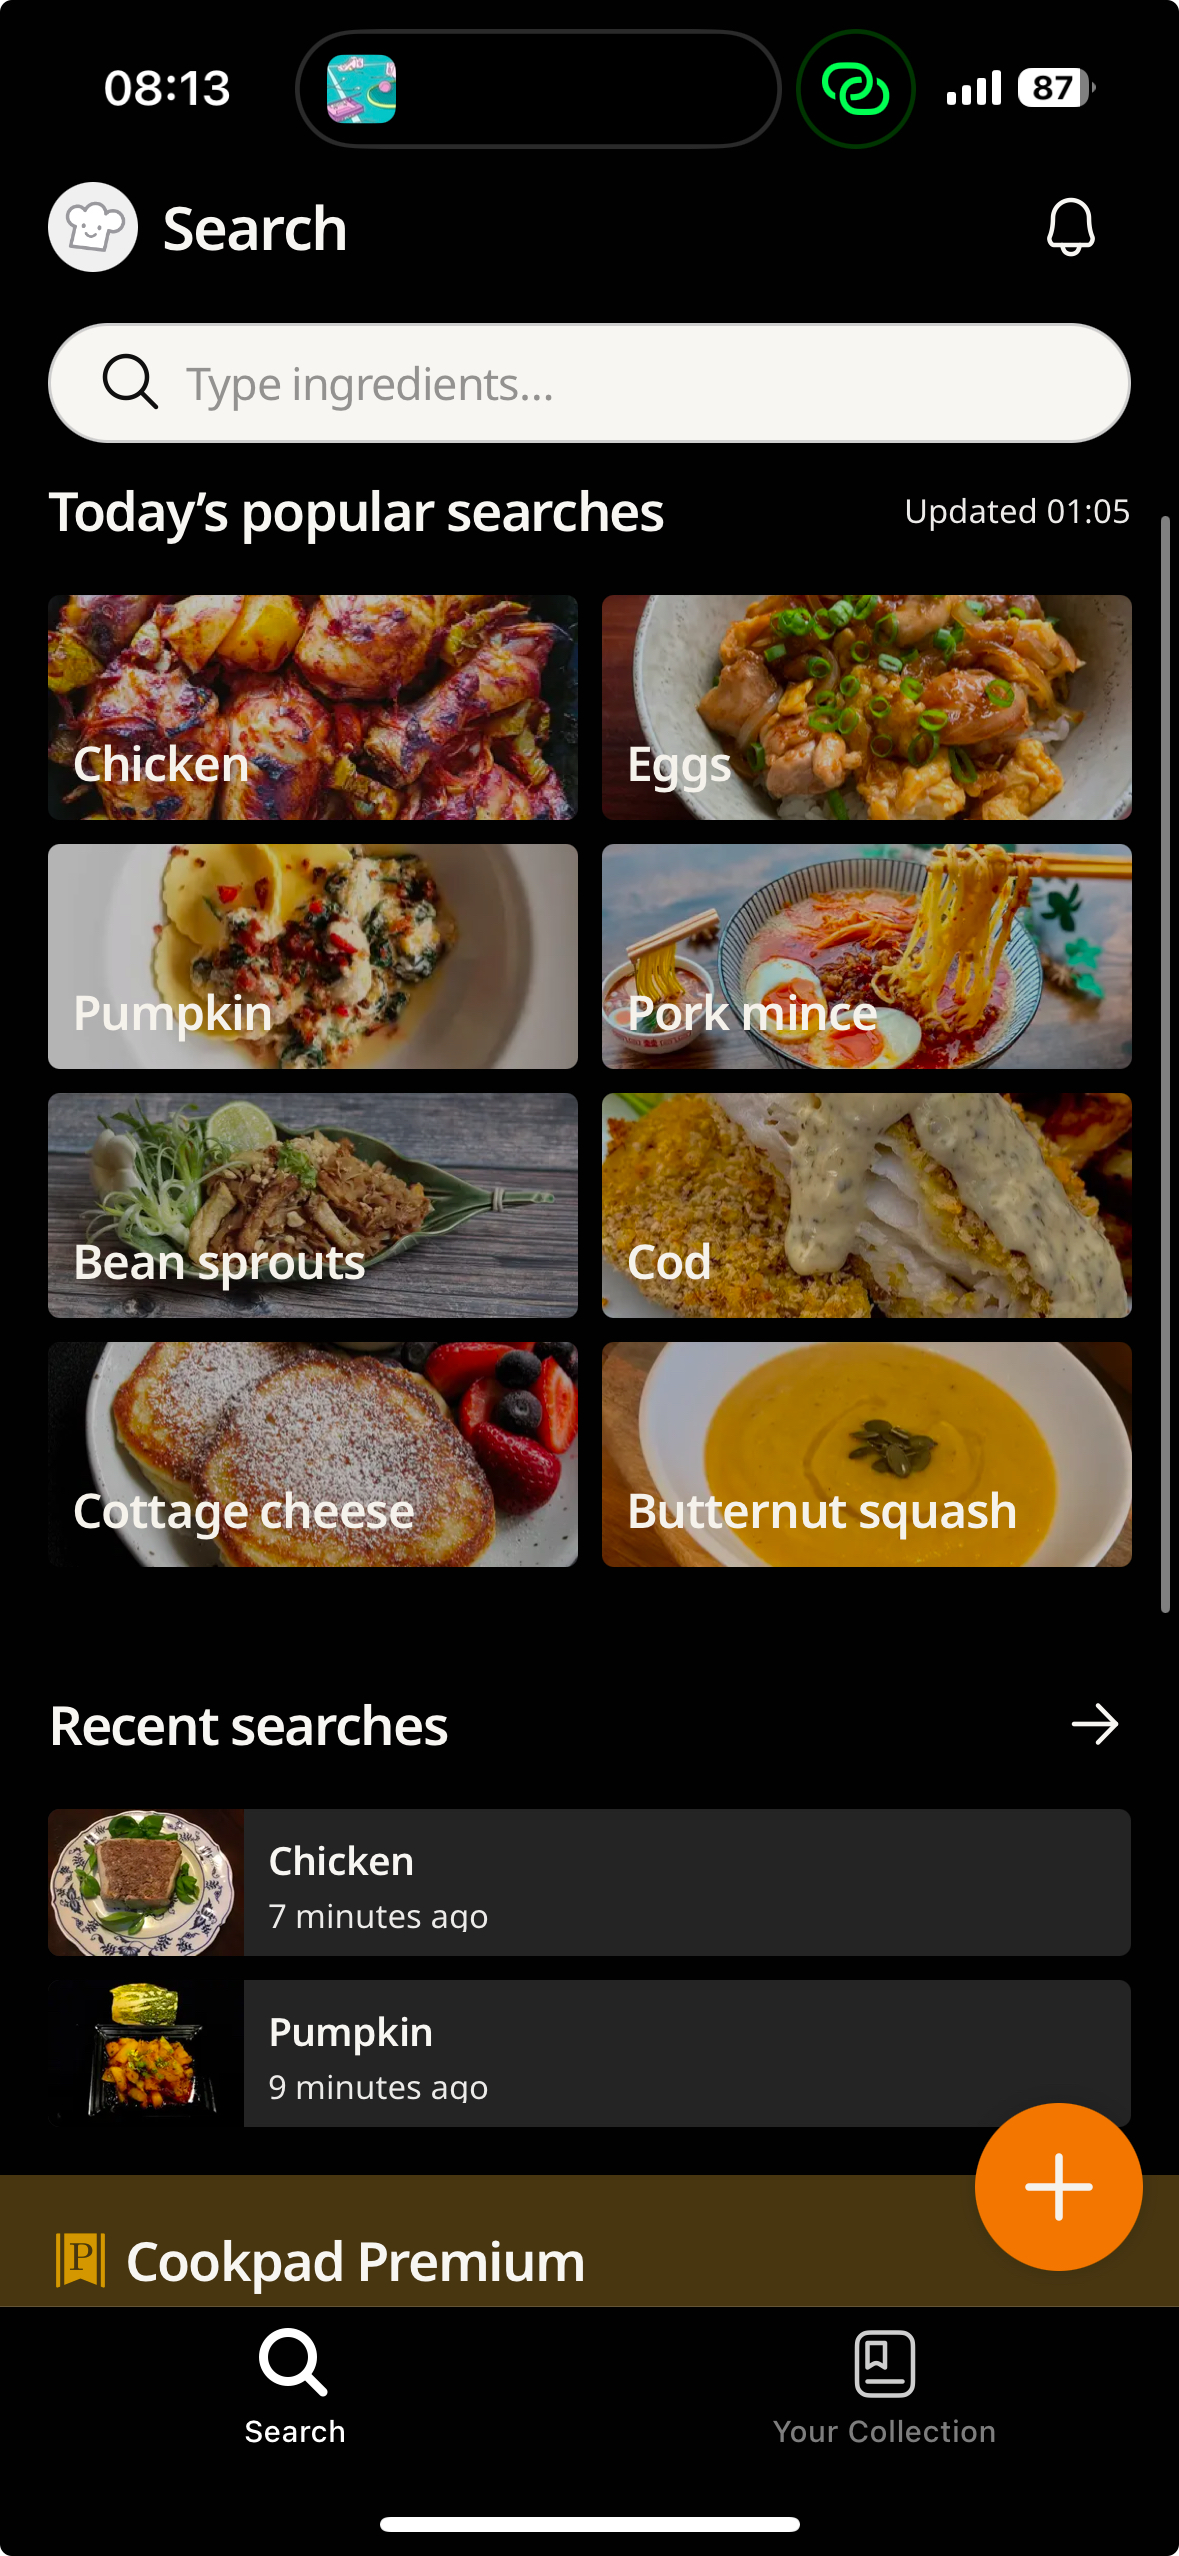 08:13
87
Search
Type ingredients...
Today's popular searches
Updated 01:05
Chicken
Eggs
Pumpkin
Pork mince
Bean sprouts
Cod
Cottage cheese
Butternut squash
Recent searches
Chicken
7 minutes ago
Pumpkin
9 minutes ago
P Cookpad Premium
Search
Your Collection